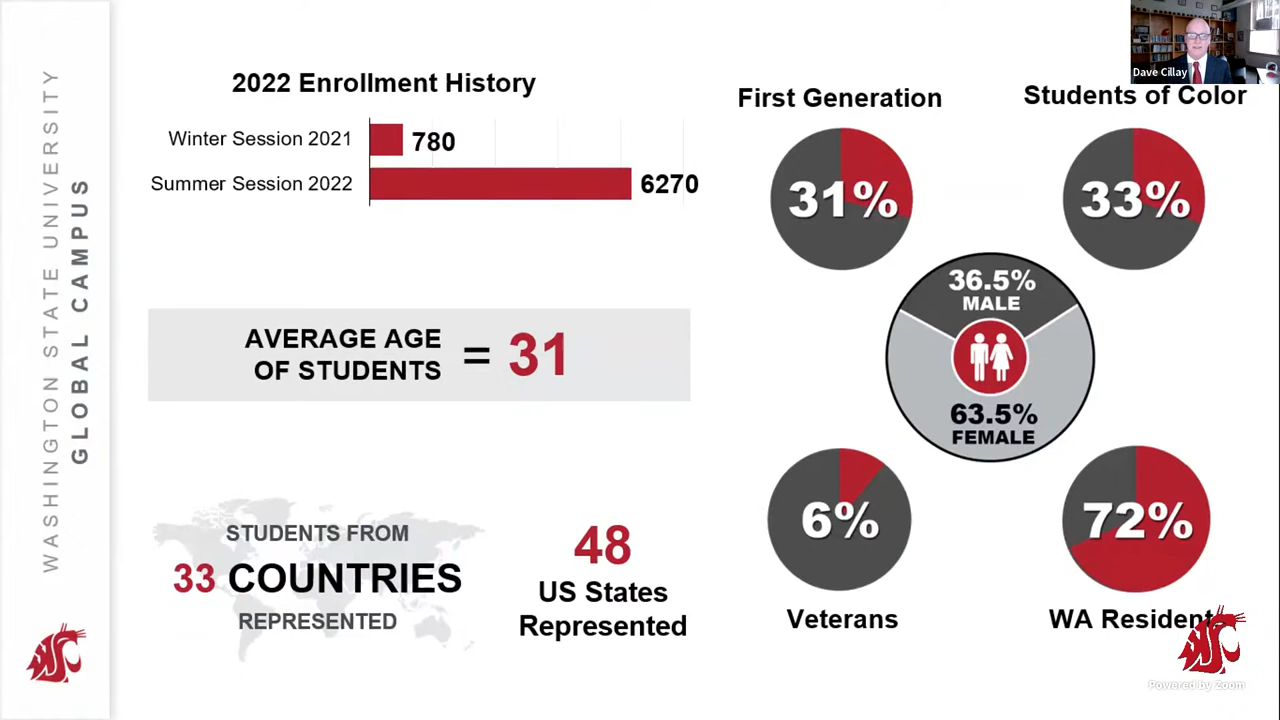 WASHINGTON STATE UNIVERSITY
GLOBAL CAMPUS
2022 Enrollment History
Winter Session 2021
780
Summer Session 2022
6270
AVERAGE AGE
OF STUDENTS
= 31
STUDENTS FROM
33 COUNTRIES
REPRESENTED
48
US States
Represented
Dave Cillay
First Generation
31%
Students of Color
33%
36.5%
MALE
63.5%
FEMALE
6%
Veterans
72%
WA Resident
WSC
WSC
Powered by Zoom